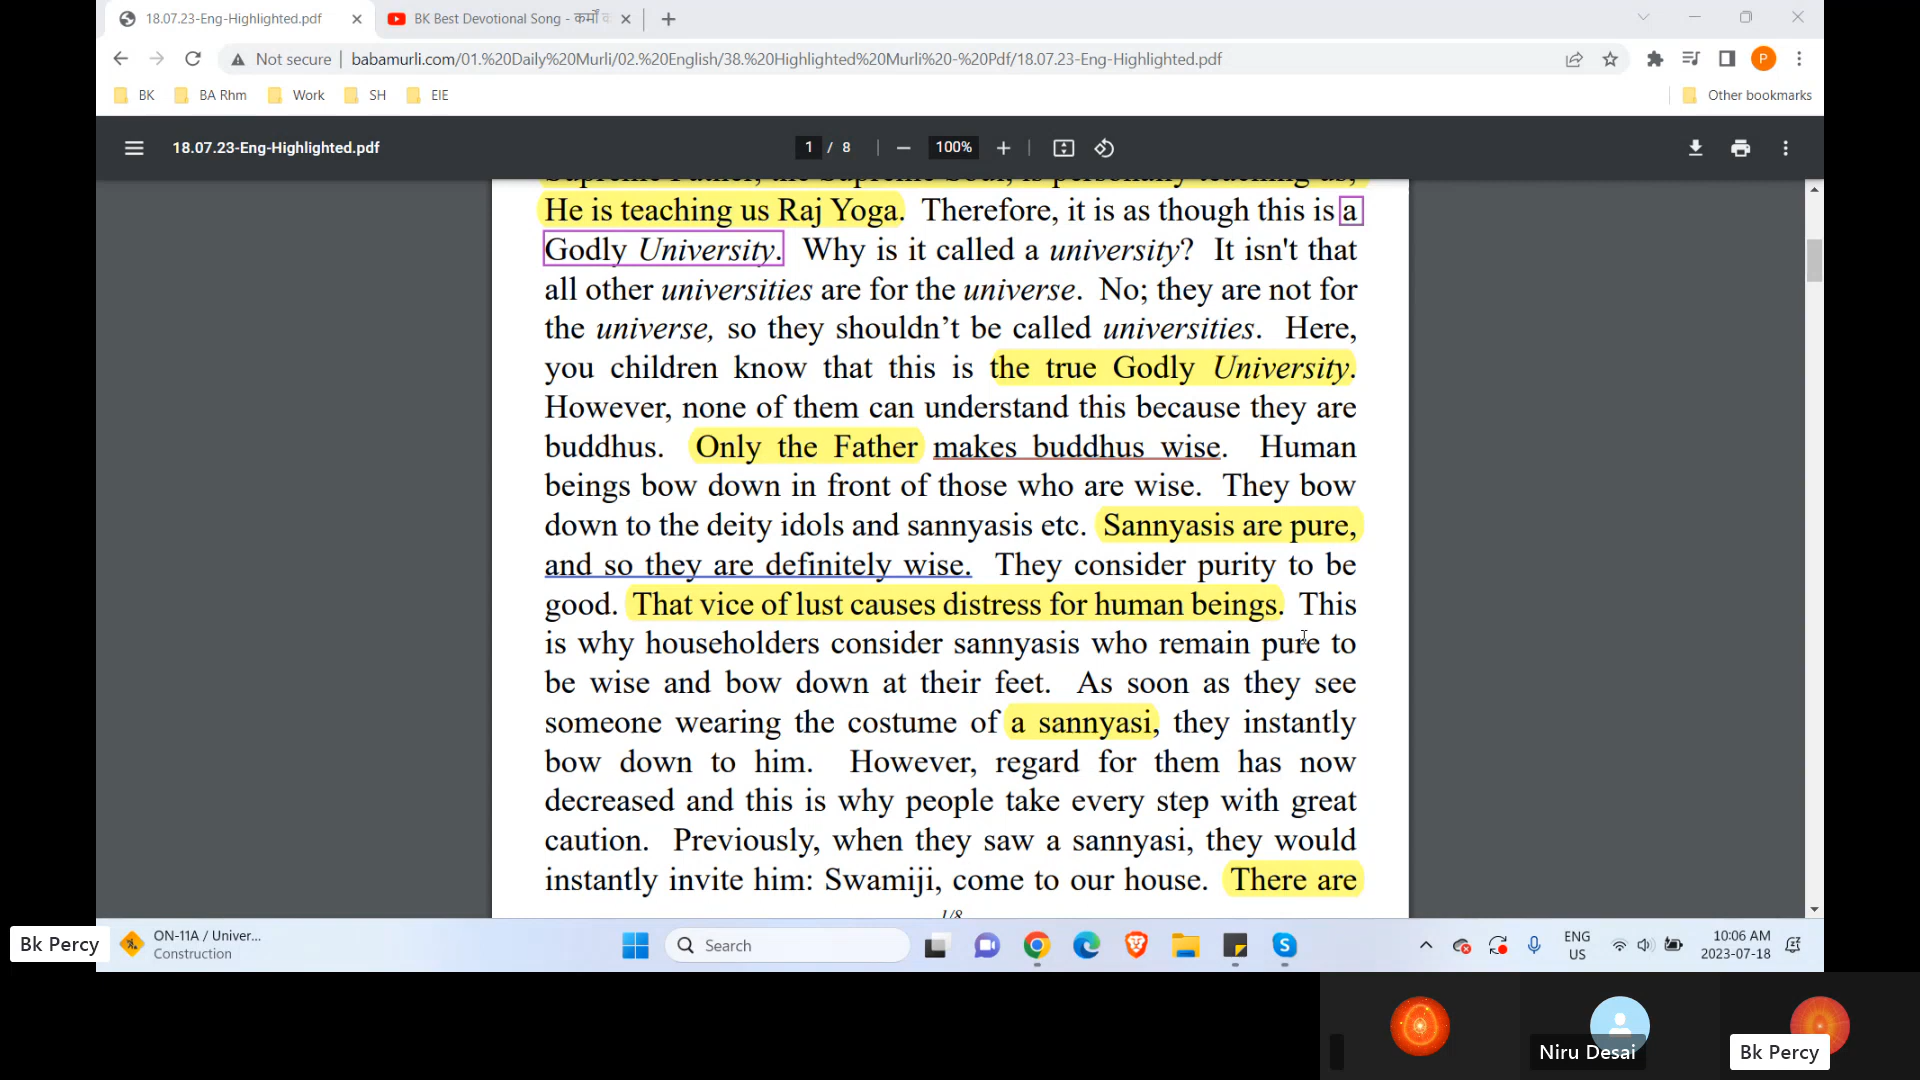 18.07.23-Eng-Highlighted.pdf
BK Best Devotional Song - कर्मों
Not secure
babamurli.com/01.%20Daily%20Murli/02.%20English/38.%20Highlighted%20Murli%20-%20Pdf/18.07.23-Eng-Highlighted.pdf
P
BK
BA Rhm
Work
SH
EIE
Other bookmarks
18.07.23-Eng-Highlighted.pdf
1 / 8
100%
Supreme Father, the Supreme Soul, is personally teaching us,
He is teaching us Raj Yoga. Therefore, it is as though this is a
Godly University. Why is it called a university? It isn't that
all other universities are for the universe. No; they are not for
the universe, so they shouldn’t be called universities. Here,
you children know that this is the true Godly University.
However, none of them can understand this because they are
buddhus. Only the Father makes buddhus wise. Human
beings bow down in front of those who are wise. They bow
down to the deity idols and sannyasis etc. Sannyasis are pure,
and so they are definitely wise. They consider purity to be
good. That vice of lust causes distress for human beings. This
is why householders consider sannyasis who remain pure to
be wise and bow down at their feet. As soon as they see
someone wearing the costume of a sannyasi, they instantly
bow down to him. However, regard for them has now
decreased and this is why people take every step with great
caution. Previously, when they saw a sannyasi, they would
instantly invite him: Swamiji, come to our house. There are
1/8
Bk Percy
ON-11A / Univer...
Construction
Search
ENG
US
10:06 AM
2023-07-18
Niru Desai
Bk Percy